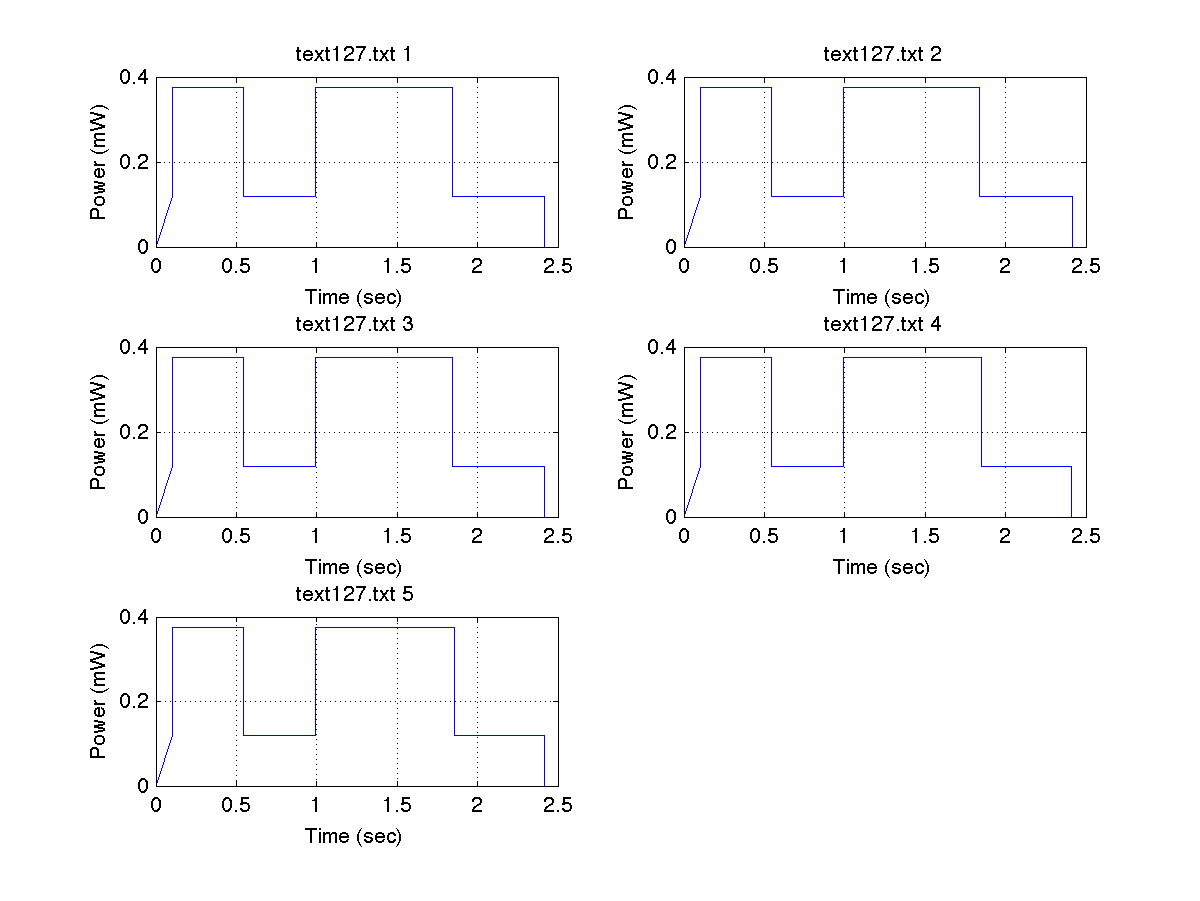 text127.txt 1
0.4
0.2
0
Power (mW)
0 0.5 1 1.5 2 2.5
Time (sec)
text127.txt 2
0.4
0.2
0
Power (mW)
0 0.5 1 1.5 2 2.5
Time (sec)
text127.txt 3
0.4
0.2
0
Power (mW)
0 0.5 1 1.5 2 2.5
Time (sec)
text127.txt 4
0.4
0.2
0
Power (mW)
0 0.5 1 1.5 2 2.5
Time (sec)
text127.txt 5
0.4
0.2
0
Power (mW)
0 0.5 1 1.5 2 2.5
Time (sec)